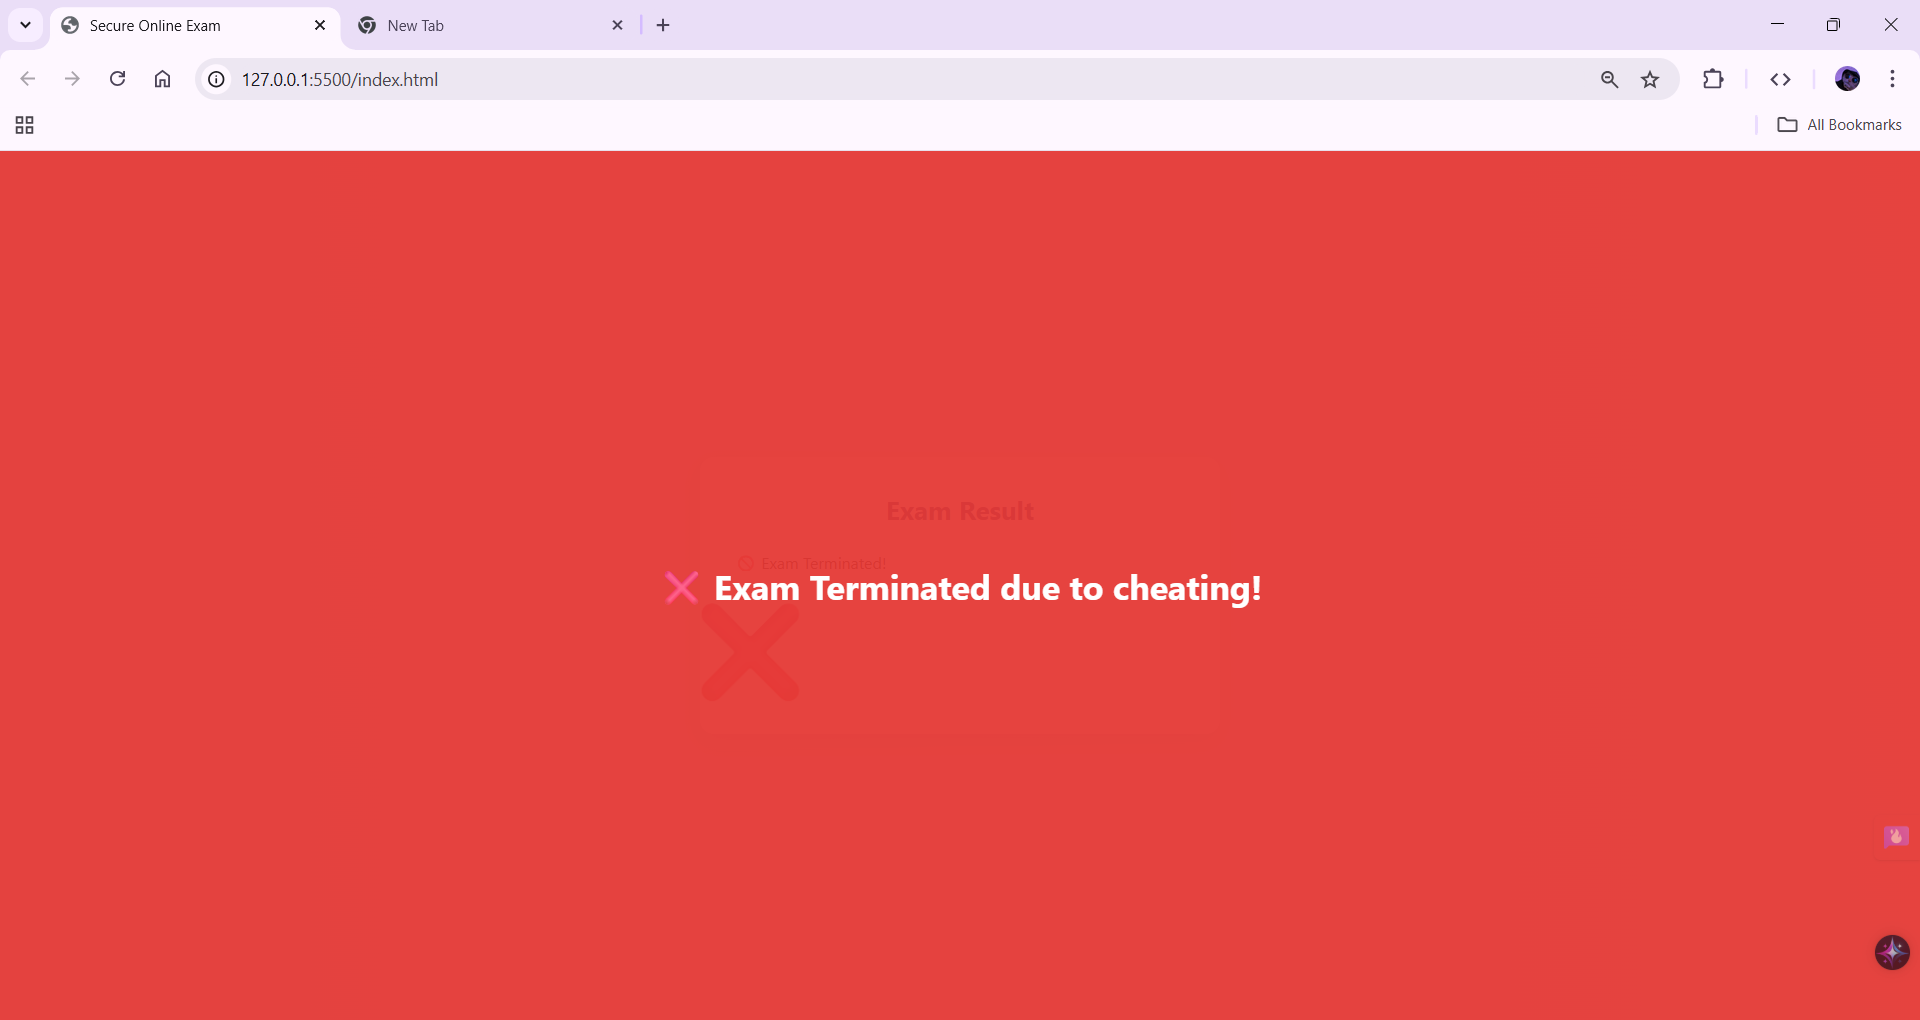 Secure Online Exam
New Tab
127.0.0.1:5500/index.html
All Bookmarks
Exam Result
Exam Terminated!
❌ Exam Terminated due to cheating!